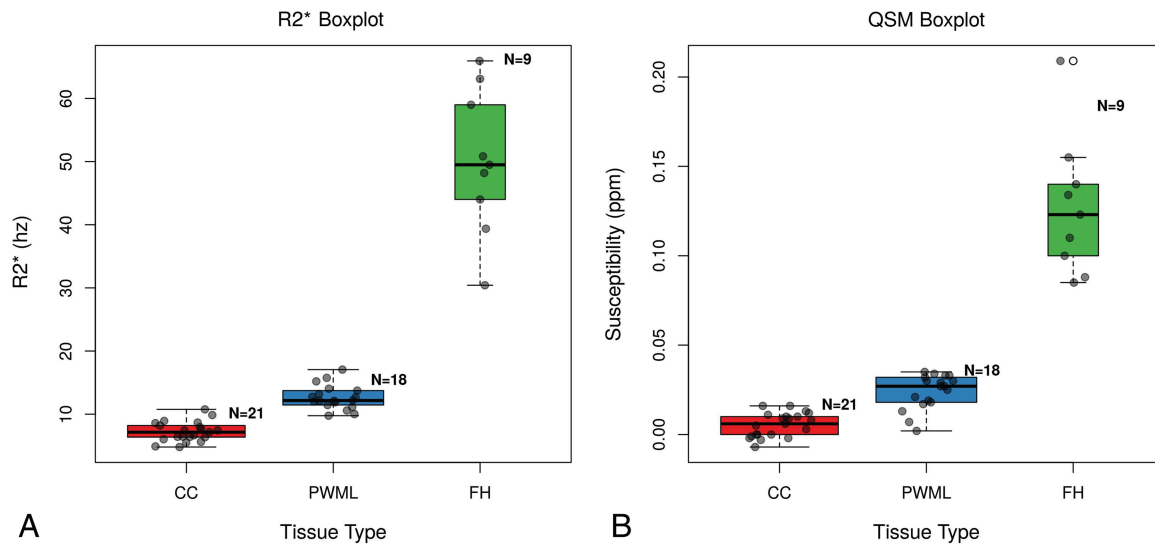 R2* Boxplot
R2* (hz)
60
50
40
30
20
10
N=9
N=18
N=21
CC
PWML
FH
Tissue Type
A
QSM Boxplot
Susceptibility (ppm)
0.20
0.15
0.10
0.05
0.00
N=9
N=18
N=21
CC
PWML
FH
Tissue Type
B